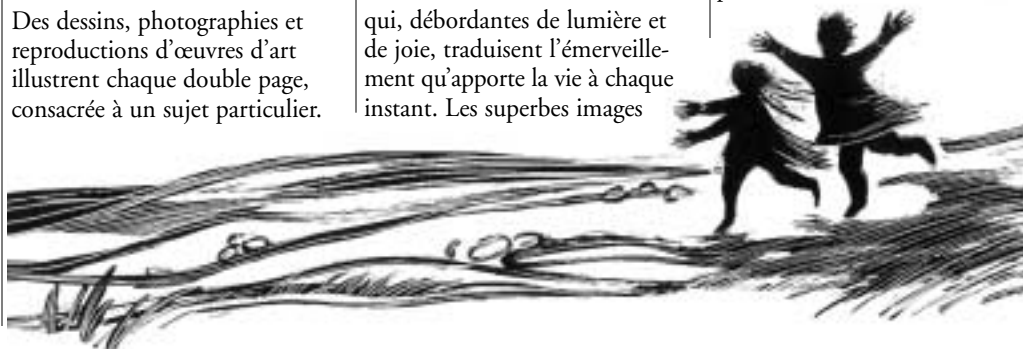 Des dessins, photographies et
reproductions d'œuvres d'art
illustrent chaque double page,
consacrée à un sujet particulier.
qui, débordantes de lumière et
de joie, traduisent l'émerveille-
ment qu'apporte la vie à chaque
instant. Les superbes images